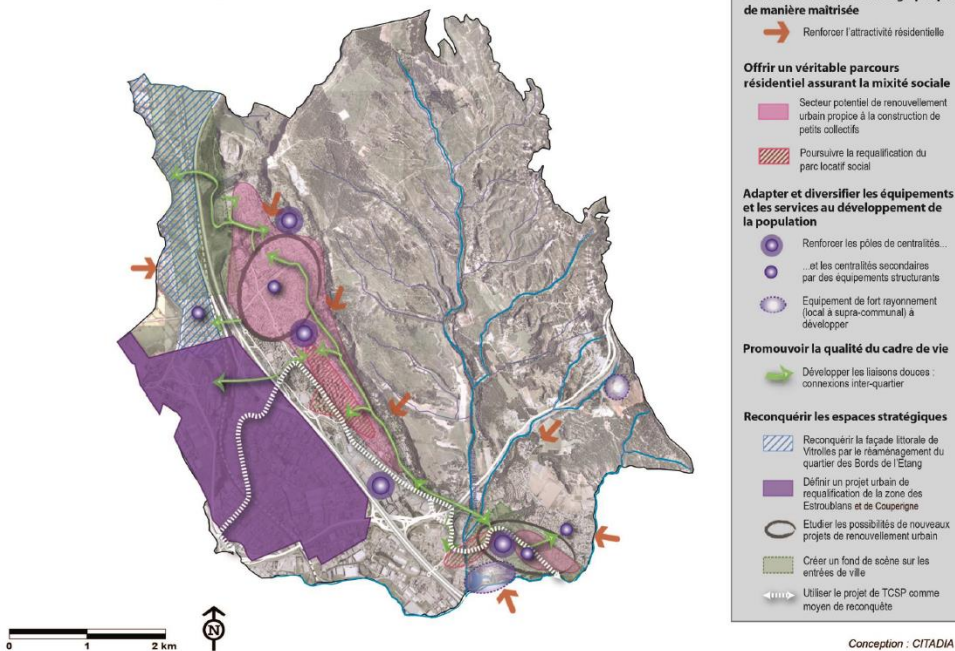 de manière maîtrisée
Renforcer l'attractivité résidentielle
Offrir un véritable parcours
résidentiel assurant la mixité sociale
Secteur potentiel de renouvellement
urbain propice à la construction de
petits collectifs
Poursuivre la requalification du
parc locatif social
Adapter et diversifier les équipements
et les services au développement de
la population
Renforcer les pôles de centralités...
...et les centralités secondaires
par des équipements structurants
Equipement de fort rayonnement
(local à supra-communal) à
développer
Promouvoir la qualité du cadre de vie
Développer les liaisons douces :
connexions inter-quartier
Reconquérir les espaces stratégiques
Reconquérir la façade littorale de
Vitrolles par le réaménagement du
quartier des Bords de l'Étang
Définir un projet urbain de
requalification de la zone des
Estroublans et de Couperigne
Etudier les possibilités de nouveaux
projets de renouvellement urbain
Créer un fond de scène sur les
entrées de ville
Utiliser le projet de TCSP comme
moyen de reconquête
0 1 2 km
N
Conception : CITADIA